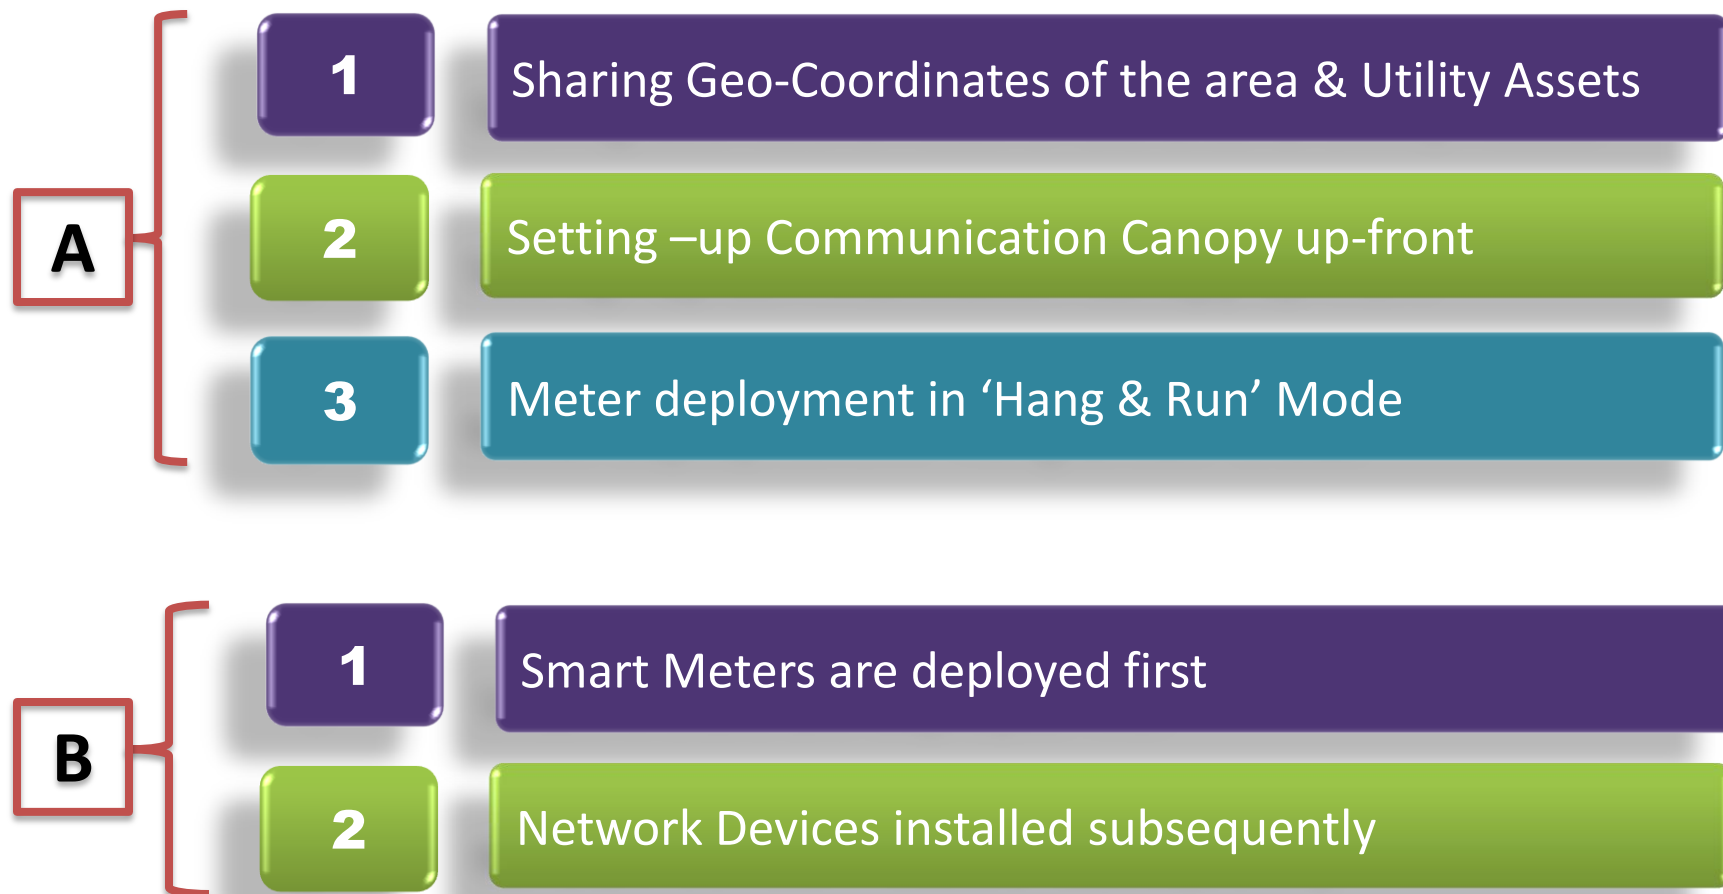 A
1
Sharing Geo-Coordinates of the area & Utility Assets
2
Setting –up Communication Canopy up-front
3
Meter deployment in ‘Hang & Run’ Mode
B
1
Smart Meters are deployed first
2
Network Devices installed subsequently